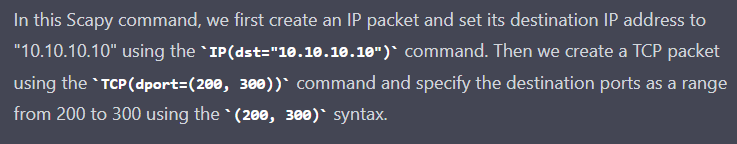 In this Scapy command, we first create an IP packet and set its destination IP address to
"10.10.10.10" using the `IP(dst="10.10.10.10")` command. Then we create a TCP packet
using the `TCP(dport=(200, 300))` command and specify the destination ports as a range
from 200 to 300 using the `(200, 300)` syntax.